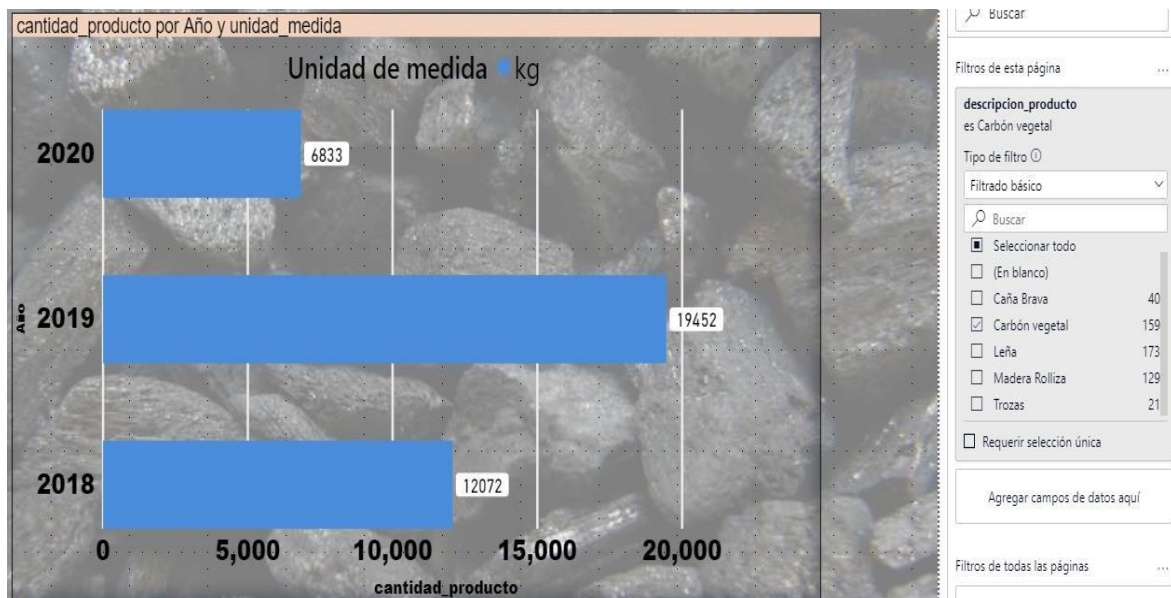 cantidad_producto por Año y unidad_medida
Unidad de medida kg
2020
6833
Año
2019
19452
2018
12072
0 5,000 10,000 15,000 20,000
cantidad_producto
Buscar
Filtros de esta página ...
descripcion_producto
es Carbón vegetal
Tipo de filtro
Filtrado básico
Buscar
Seleccionar todo
(En blanco)
Caña Brava 40
Carbón vegetal 159
Leña 173
Madera Rolliza 129
Trozas 21
Requerir selección única
Agregar campos de datos aquí
Filtros de todas las páginas ...